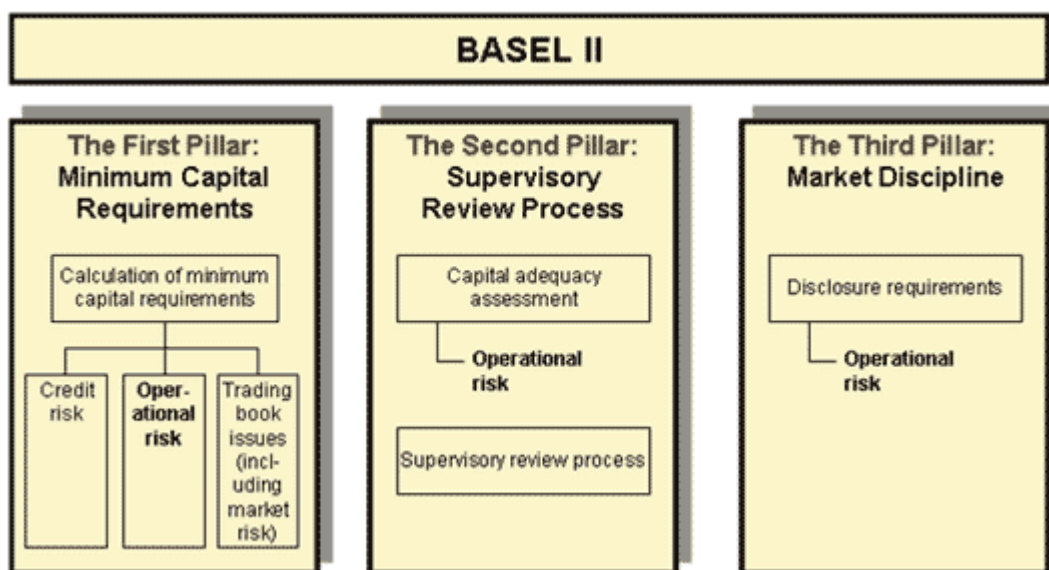 BASEL II
The First Pillar:
Minimum Capital
Requirements
Calculation of minimum
capital requirements
Credit
risk
Oper-
ational
risk
Trading
book
issues
(incl-
uding
market
risk)
The Second Pillar:
Supervisory
Review Process
Capital adequacy
assessment
Operational
risk
Supervisory review process
The Third Pillar:
Market Discipline
Disclosure requirements
Operational
risk